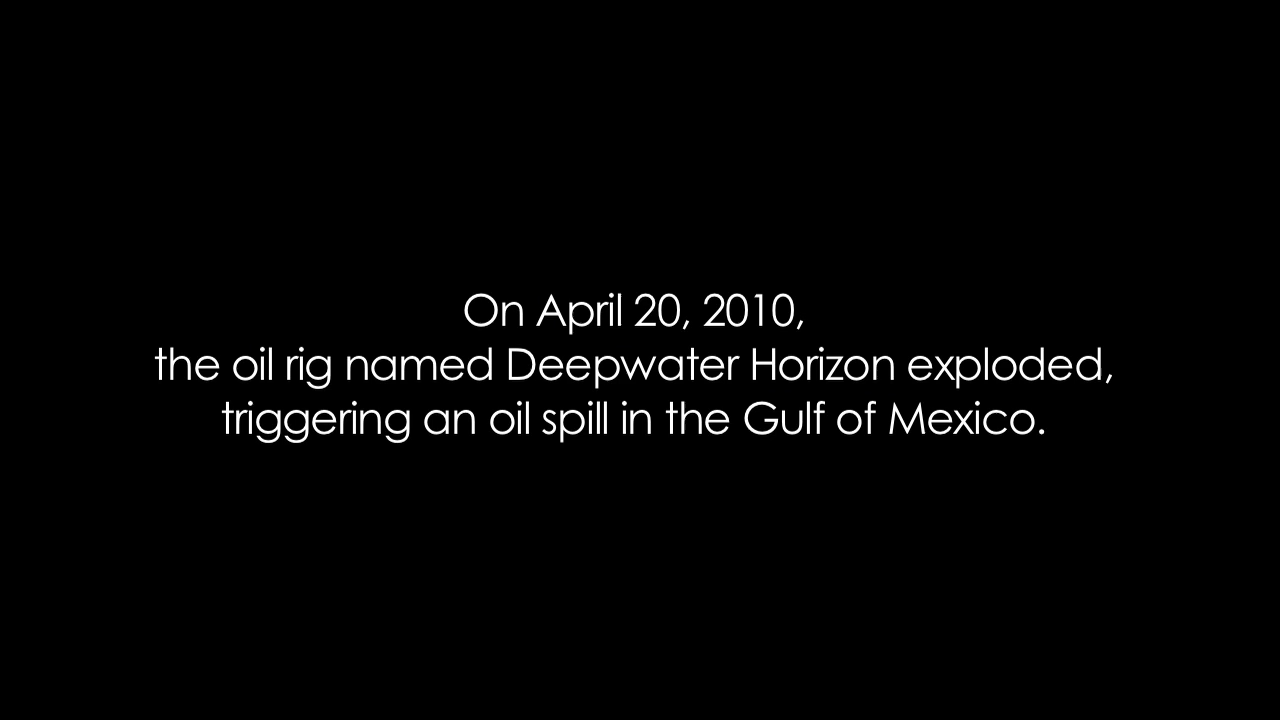 On April 20, 2010,
the oil rig named Deepwater Horizon exploded,
triggering an oil spill in the Gulf of Mexico.